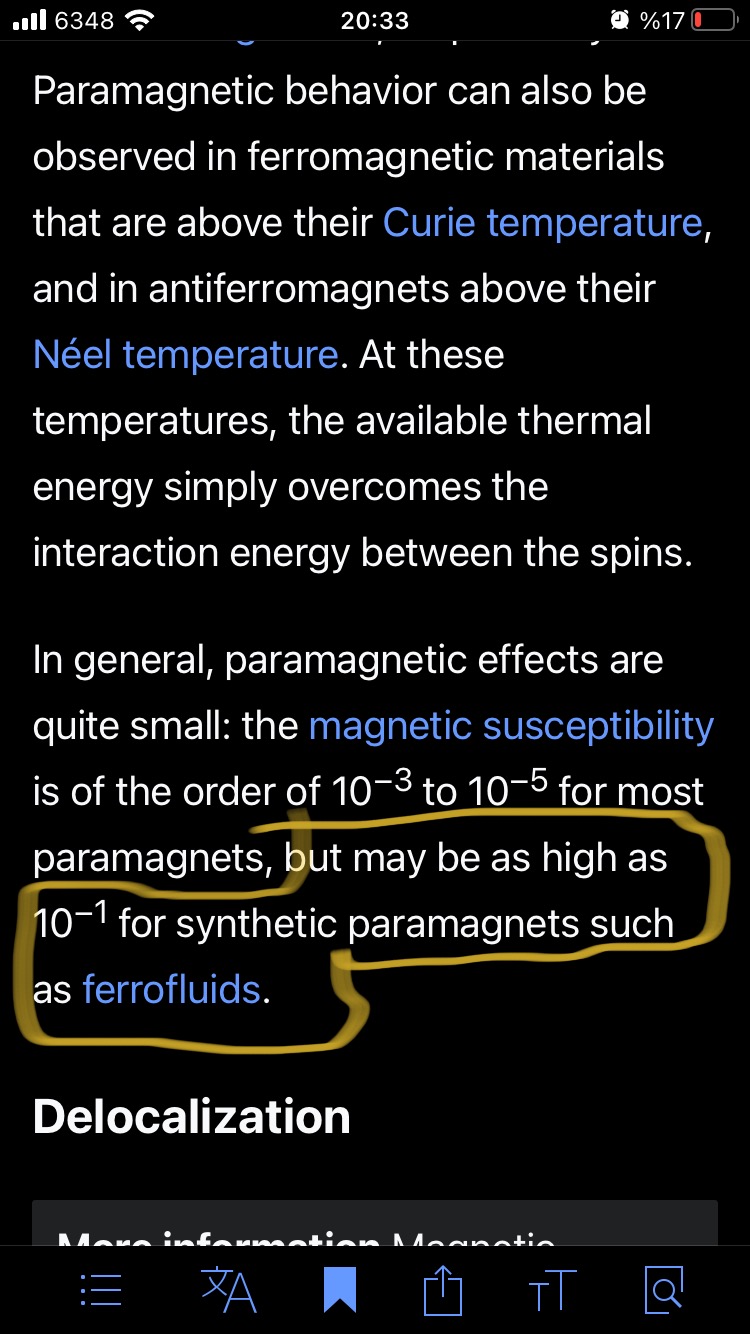 6348 20:33 %17
Paramagnetic behavior can also be
observed in ferromagnetic materials
that are above their Curie temperature,
and in antiferromagnets above their
Néel temperature. At these
temperatures, the available thermal
energy simply overcomes the
interaction energy between the spins.
In general, paramagnetic effects are
quite small: the magnetic susceptibility
is of the order of 10⁻³ to 10⁻⁵ for most
paramagnets, but may be as high as
10⁻¹ for synthetic paramagnets such
as ferrofluids.
Delocalization
More information Magnetic